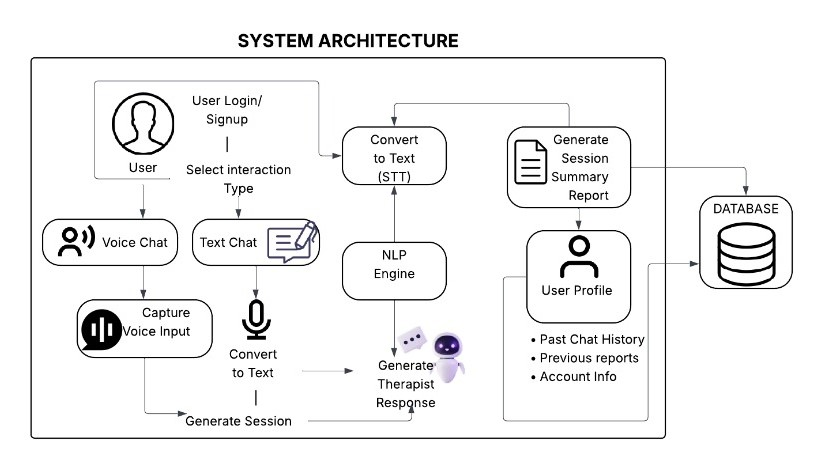 SYSTEM ARCHITECTURE
User Login/
Signup
User
Select interaction
Type
Voice Chat
Text Chat
Capture
Voice Input
Convert
to Text
Generate Session
Convert
to Text
(STT)
NLP
Engine
Generate
Therapist
Response
Generate
Session
Summary
Report
User Profile
• Past Chat History
• Previous reports
• Account Info
DATABASE